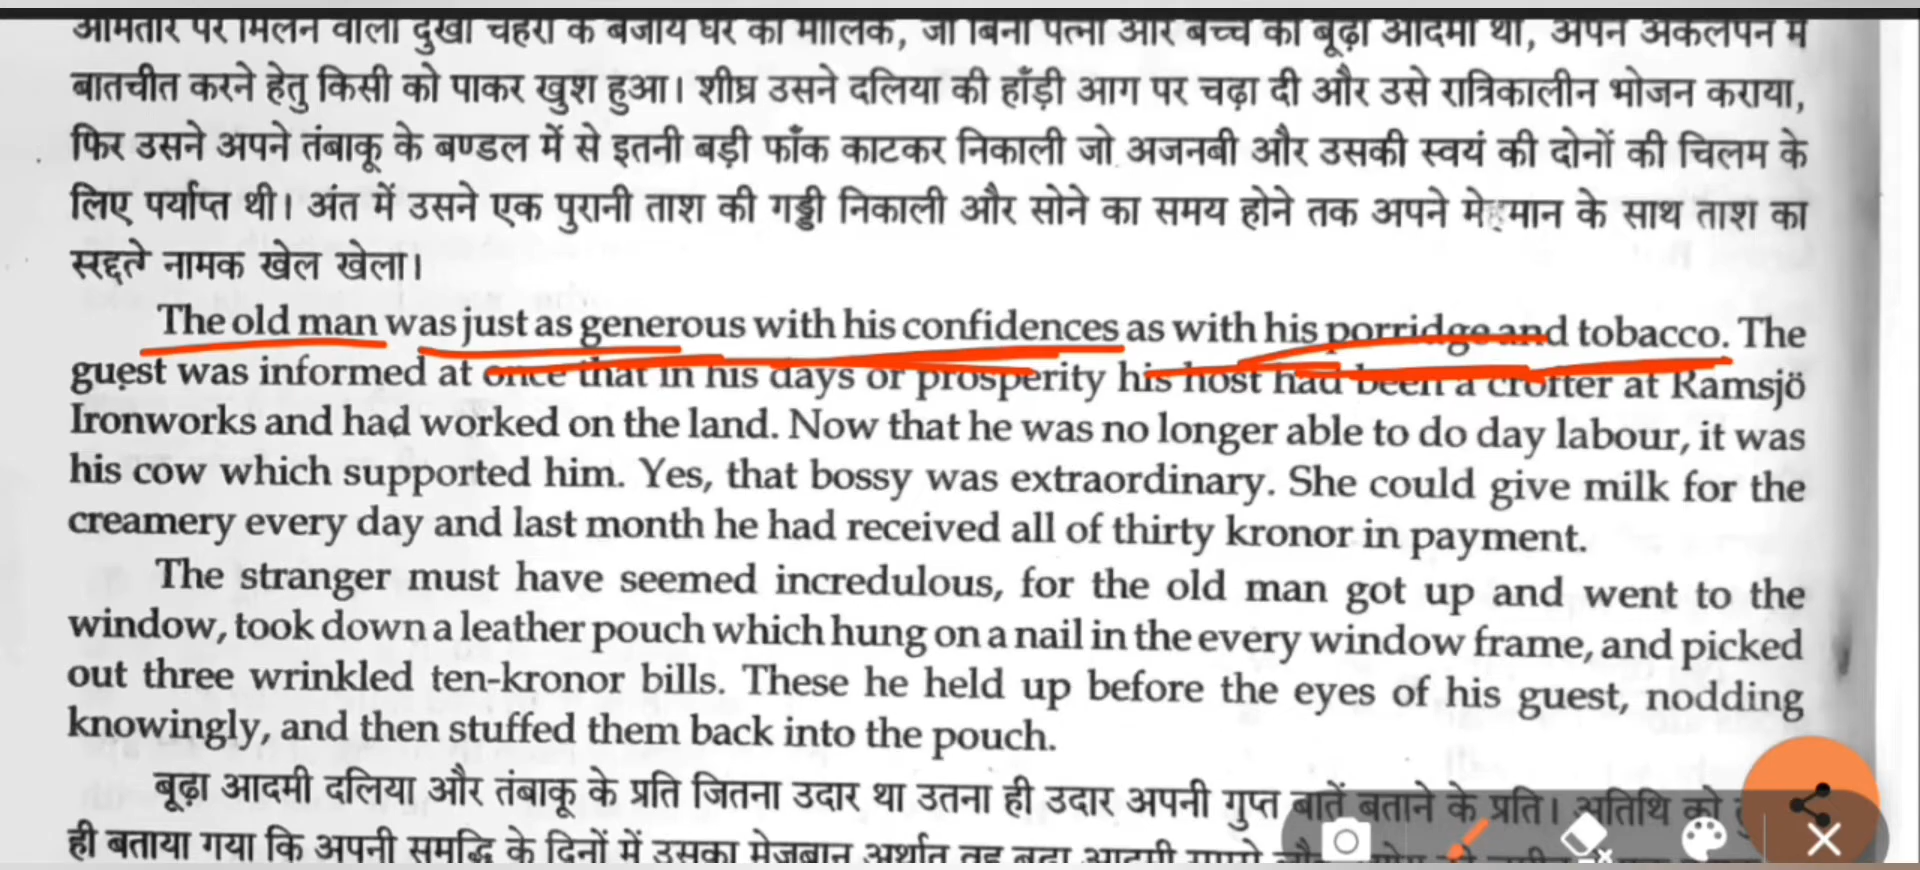 आमतौर पर मिलने वाले दुखी चेहरों के बजाय घर का मालिक, जो बिना पत्नी और बच्चे का बूढ़ा आदमी था, अपने अकेलपन में
बातचीत करने हेतु किसी को पाकर खुश हुआ। शीघ्र उसने दलिया की हाँड़ी आग पर चढ़ा दी और उसे रात्रिकालीन भोजन कराया,
फिर उसने अपने तंबाकू के बण्डल में से इतनी बड़ी फाँक काटकर निकाली जो अजनबी और उसकी स्वयं की दोनों की चिलम के
लिए पर्याप्त थी। अंत में उसने एक पुरानी ताश की गड्डी निकाली और सोने का समय होने तक अपने मेहमान के साथ ताश का
नामक खेल खेला।
The old man was just as generous with his confidences as with his porridge and tobacco. The
guest was informed at once that in his days of prosperity his host had been a crofter at Ramsjö
Ironworks and had worked on the land. Now that he was no longer able to do day labour, it was
his cow which supported him. Yes, that bossy was extraordinary. She could give milk for the
creamery every day and last month he had received all of thirty kronor in payment.
The stranger must have seemed incredulous, for the old man got up and went to the
window, took down a leather pouch which hung on a nail in the every window frame, and picked
out three wrinkled ten-kronor bills. These he held up before the eyes of his guest, nodding
knowingly, and then stuffed them back into the pouch.
बूढ़ा आदमी दलिया और तंबाकू के प्रति जितना उदार था उतना ही उदार अपनी गुप्त बातें बताने के प्रति। अतिथि को
ही बताया गया कि अपनी समृद्धि के दिनों में उसका मेजबान अर्थात् वह बूढ़ा आदमी